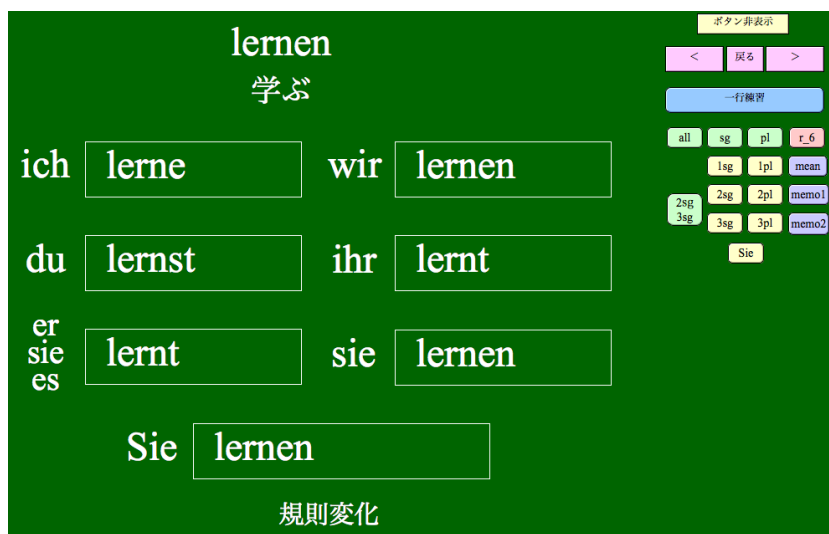 lernen
学ぶ
ich lerne wir lernen
du lernst ihr lernt
er
sie
es
lernt sie lernen
Sie lernen
規則変化
ボタン非表示
< 戻る >
一行練習
all sg pl r_6
1sg 1pl mean
2sg
3sg
2sg 2pl memo1
3sg 3pl memo2
Sie